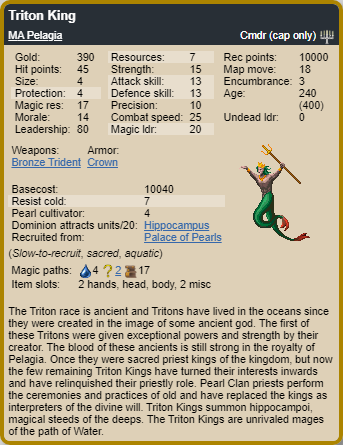 Triton King
MA Pelagia Cmdr (cap only)
Gold: 390 Resources: 7 Rec points: 10000
Hit points: 45 Strength: 15 Map move: 18
Size: 4 Attack skill: 13 Encumbrance: 3
Protection: 4 Defence skill: 13 Age: 240
Magic res: 17 Precision: 10 (400)
Morale: 14 Combat speed: 25 Undead ldr: 0
Leadership: 80 Magic ldr: 20
Weapons: Armor:
Bronze Trident Crown
Basecost: 10040
Resist cold: 7
Pearl cultivator: 4
Dominion attracts units/20: Hippocampus
Recruited from: Palace of Pearls
(Slow-to-recruit, sacred, aquatic)
Magic paths: 4 ? 2 17
Item slots: 2 hands, head, body, 2 misc
The Triton race is ancient and Tritons have lived in the oceans since
they were created in the image of some ancient god. The first of
these Tritons were given exceptional powers and strength by their
creator. The blood of these ancients is still strong in the royalty of
Pelagia. Once they were sacred priest kings of the kingdom, but now
the few remaining Triton Kings have turned their interests inwards
and have relinquished their priestly role. Pearl Clan priests perform
the ceremonies and practices of old and have replaced the kings as
interpreters of the divine will. Triton Kings summon hippocampoi,
magical steeds of the deeps. The Triton Kings are unrivaled mages
of the path of Water.